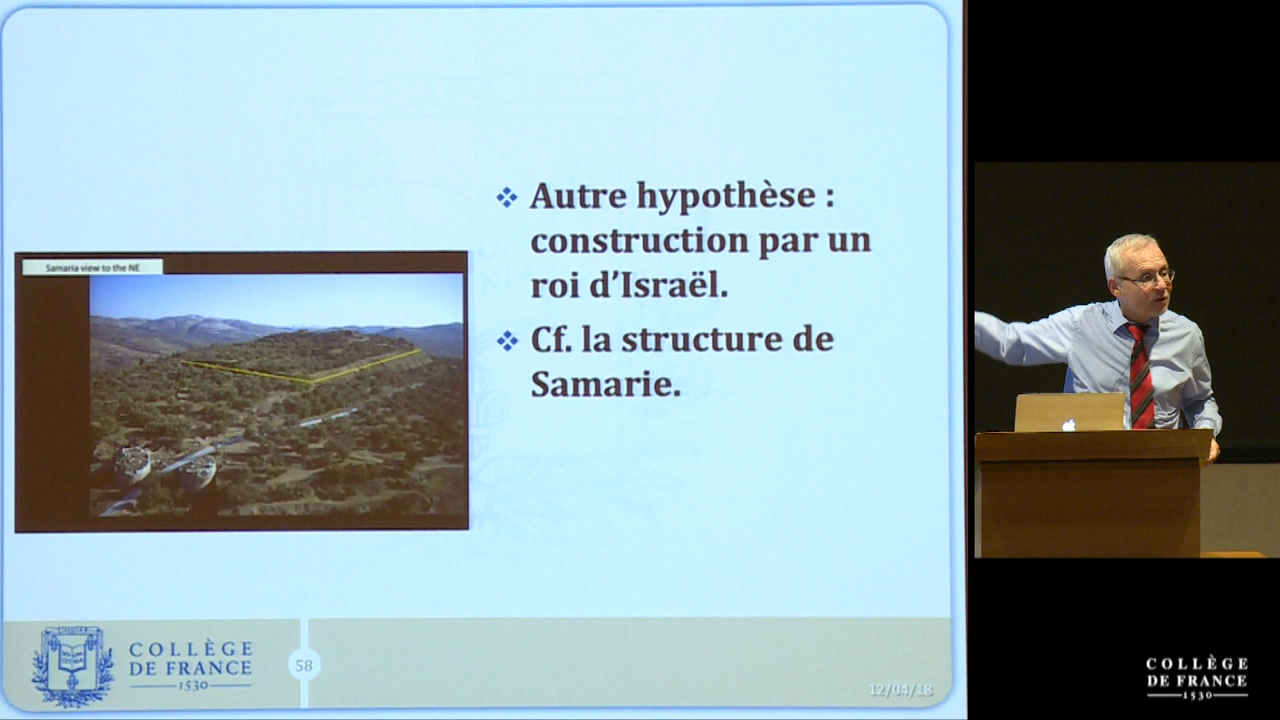 Samaria view to the NE
❖ Autre hypothèse :
construction par un
roi d’Israël.
❖ Cf. la structure de
Samarie.
COLLÈGE
DE FRANCE
1530
58
12/04/18
COLLÈGE
DE FRANCE
1530